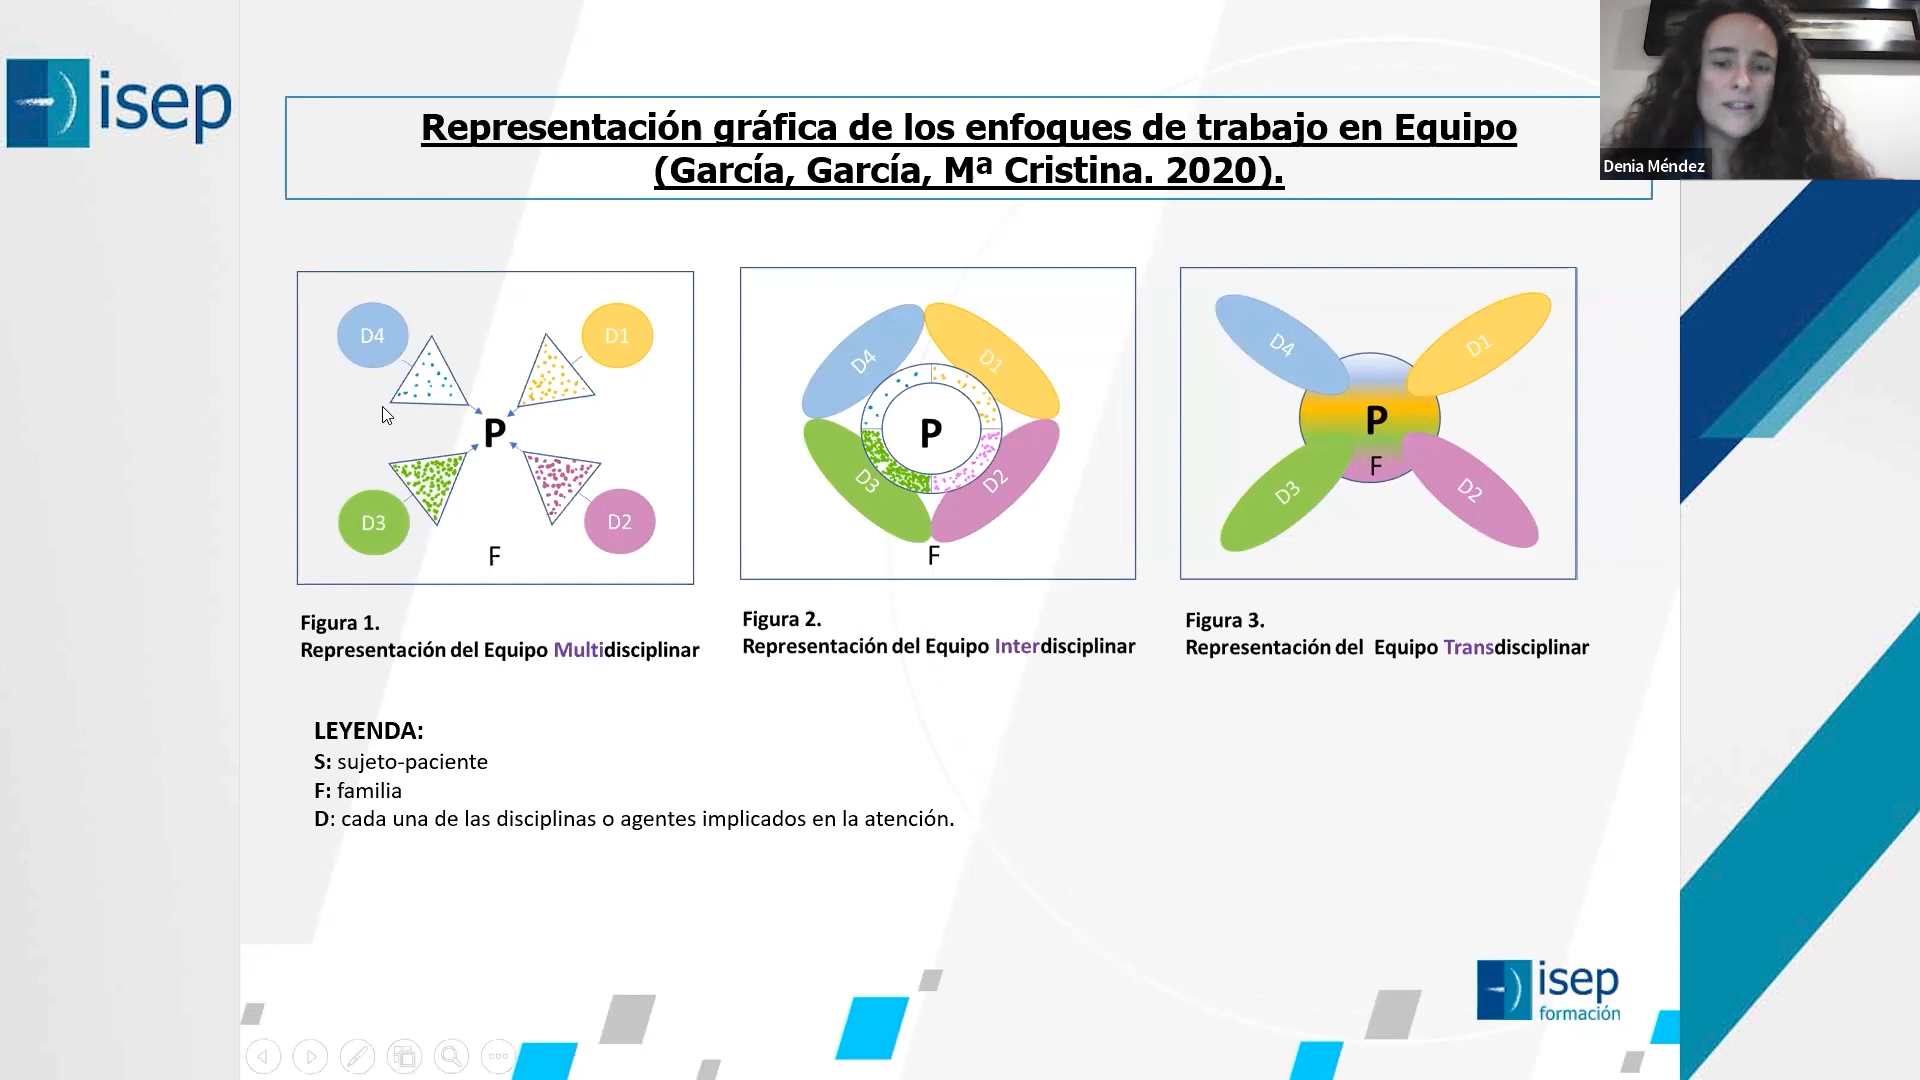 isep
Representación gráfica de los enfoques de trabajo en Equipo
(García, García, Mª Cristina. 2020).
Denia Méndez
D4
D1
P
D3
D2
F
D4
D1
P
D3
D2
F
D4
D1
P
F
D3
D2
Figura 1.
Representación del Equipo Multidisciplinar
Figura 2.
Representación del Equipo Interdisciplinar
Figura 3.
Representación del Equipo Transdisciplinar
LEYENDA:
S: sujeto-paciente
F: familia
D: cada una de las disciplinas o agentes implicados en la atención.
isep
formación